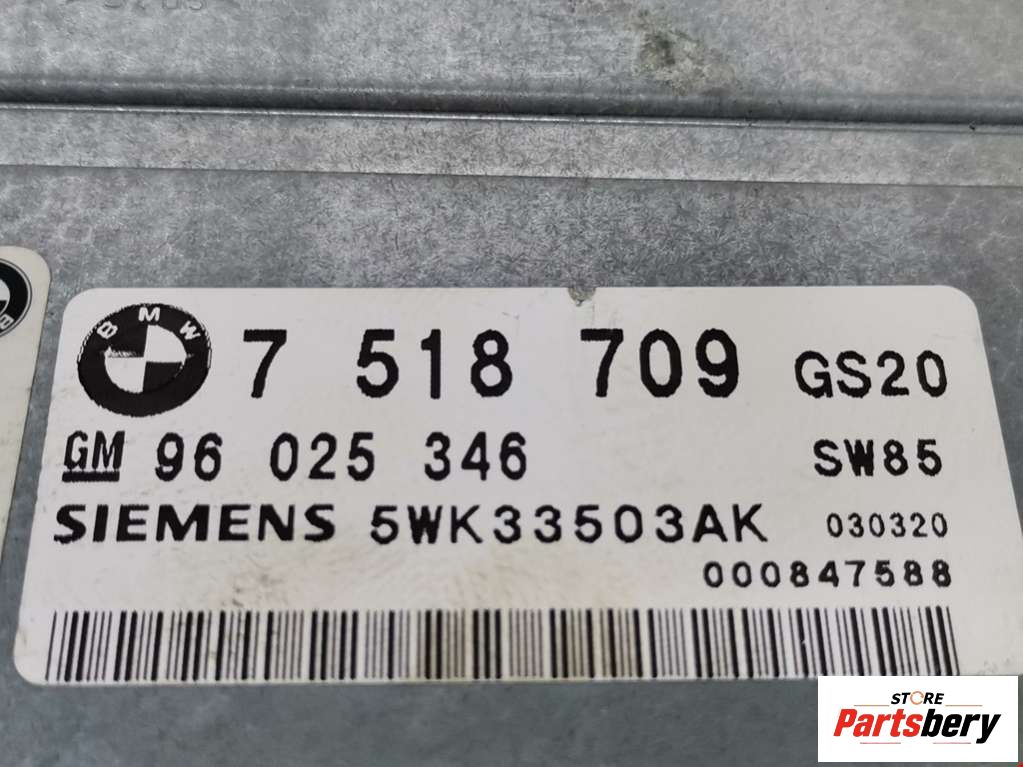 BMW 7 518 709 GS20
GM 96 025 346 SW85
SIEMENS 5WK33503AK 030320
000847588
STORE
Partsbery